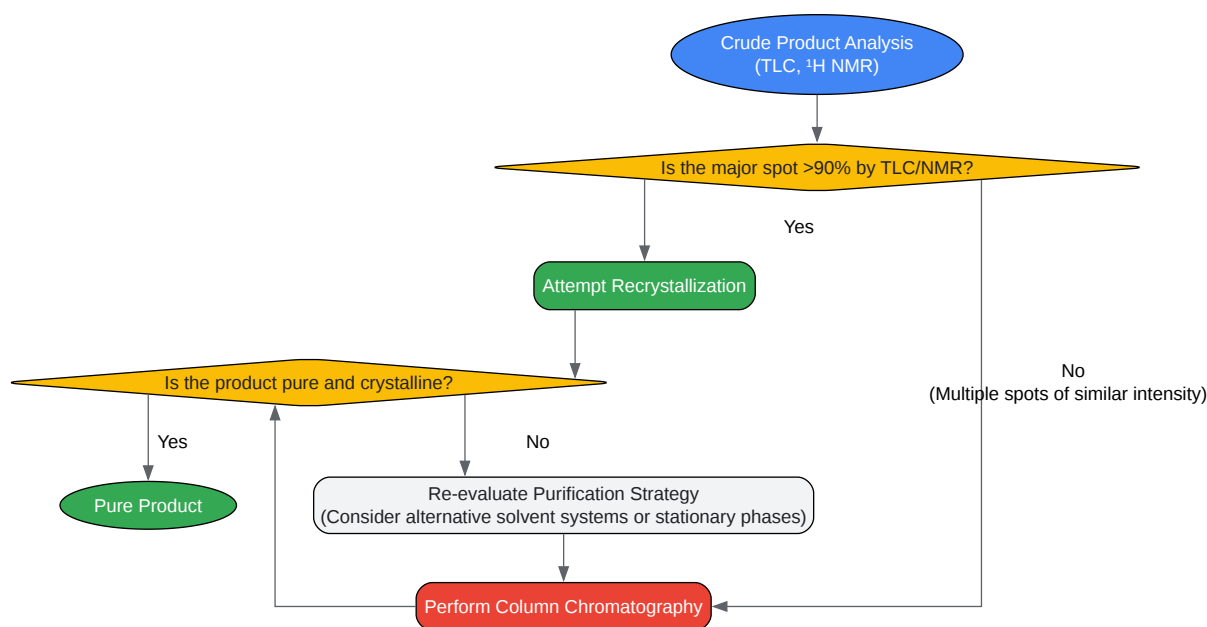 Crude Product Analysis
(TLC, ¹H NMR)
Is the major spot >90% by TLC/NMR?
Yes
Attempt Recrystallization
Is the product pure and crystalline?
No
(Multiple spots of similar intensity)
Yes
No
Pure Product
Re-evaluate Purification Strategy
(Consider alternative solvent systems or stationary phases)
Perform Column Chromatography